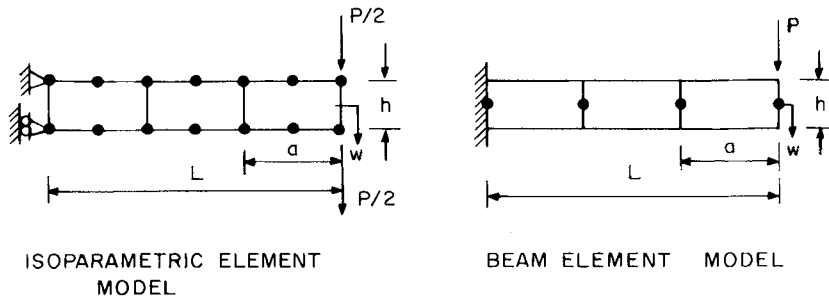 P/2
h
w
a
L
P/2
ISOPARAMETRIC ELEMENT
MODEL
P
h
w
a
L
BEAM ELEMENT MODEL